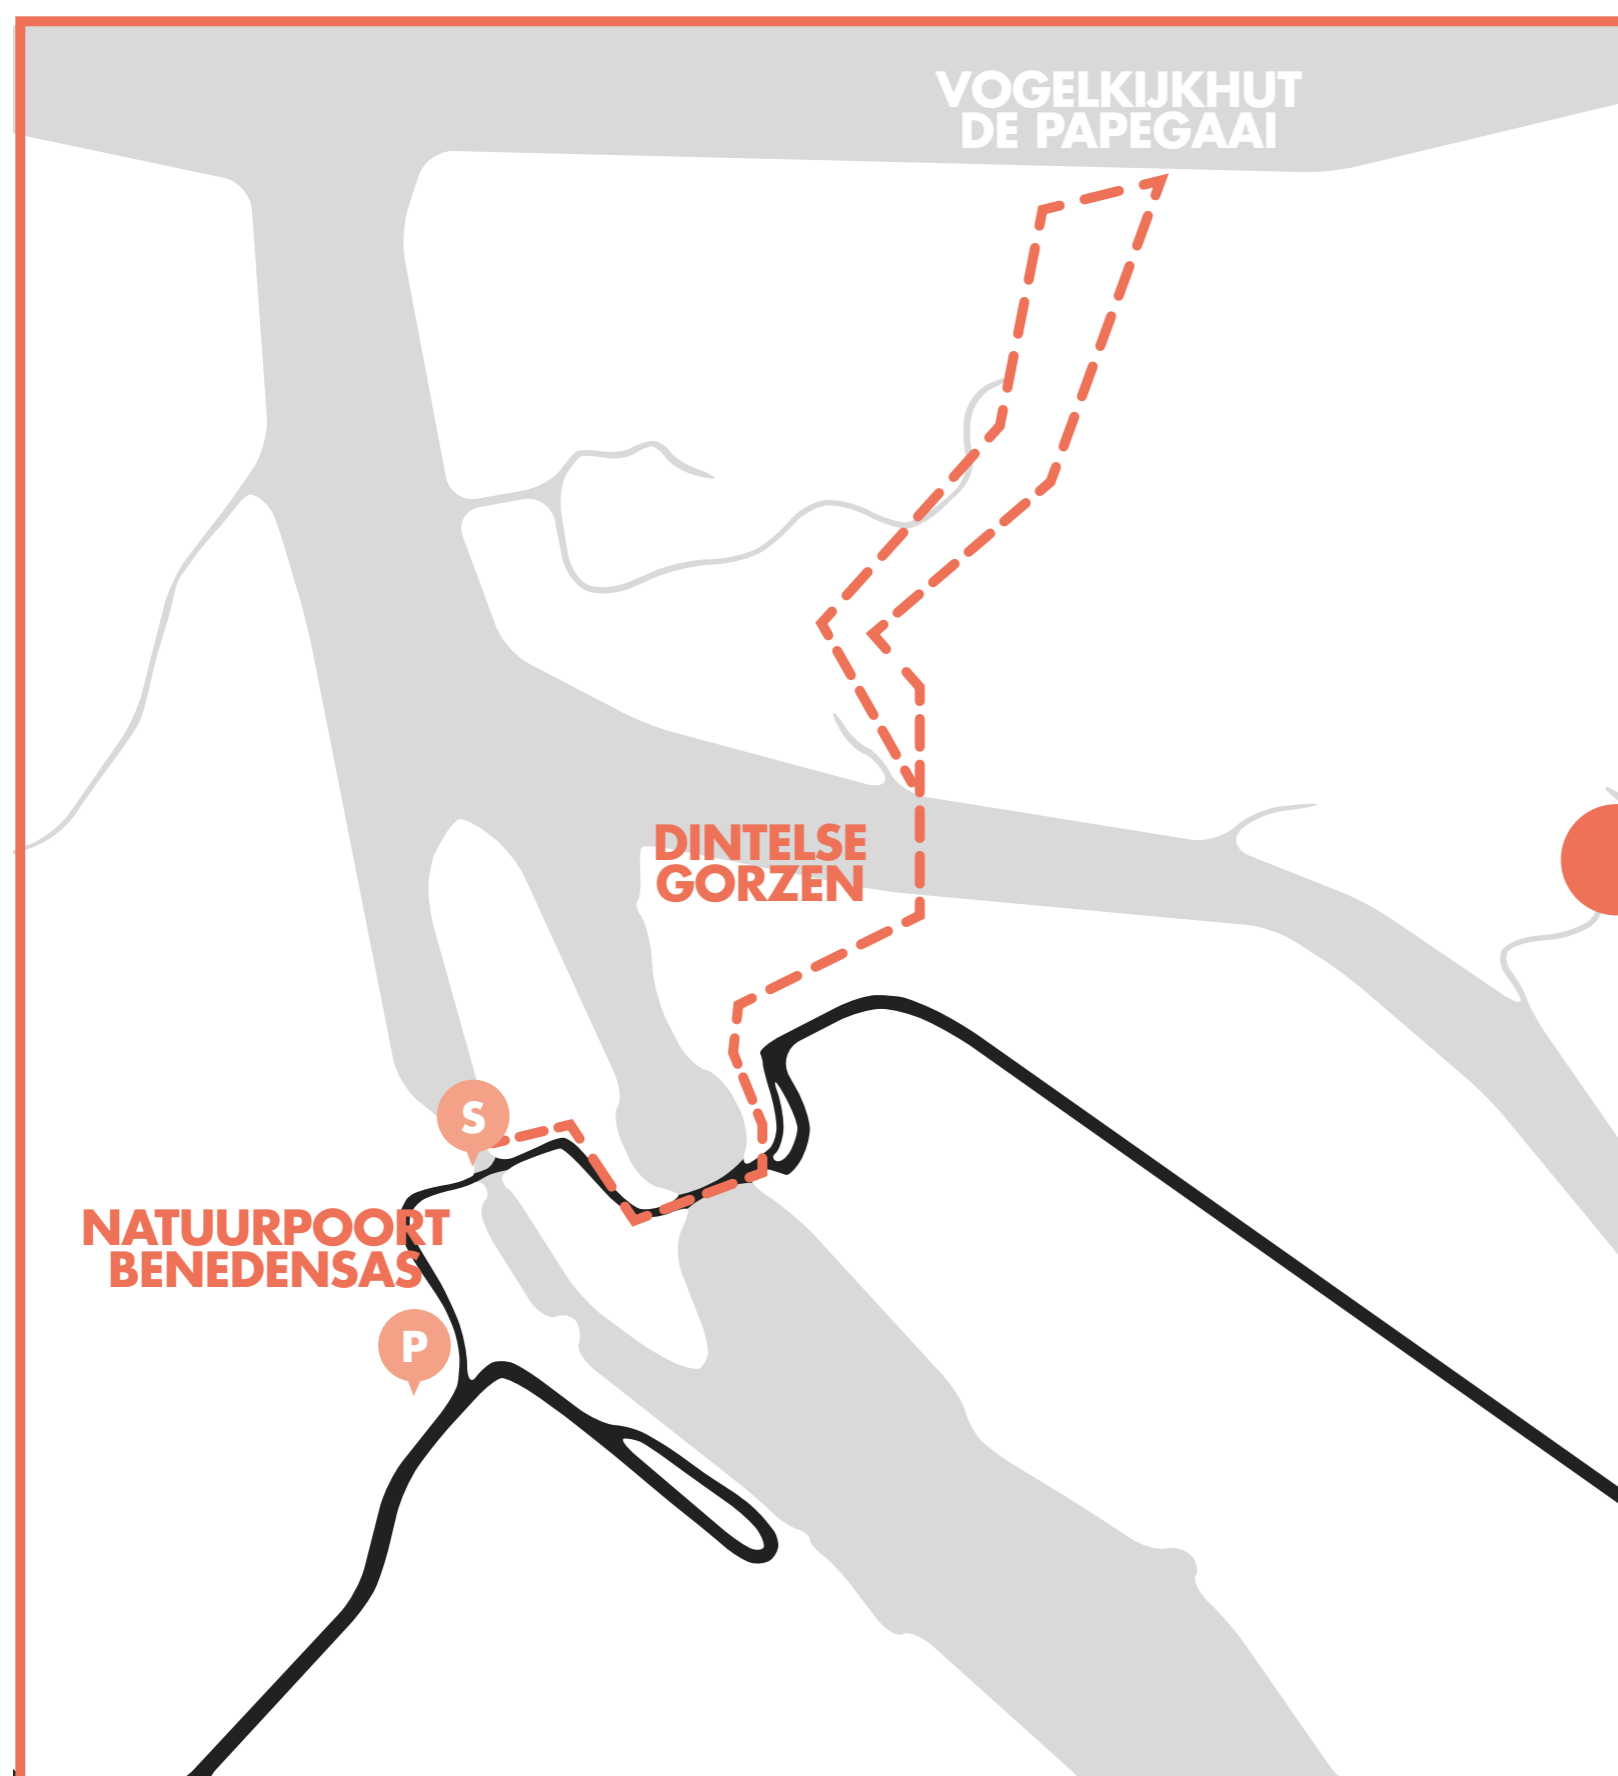 VOGELKIJKHUT
DE PAPEGAAI
DINTELSE
GORZEN
S
NATUURPOORT
BENEDENSAS
P